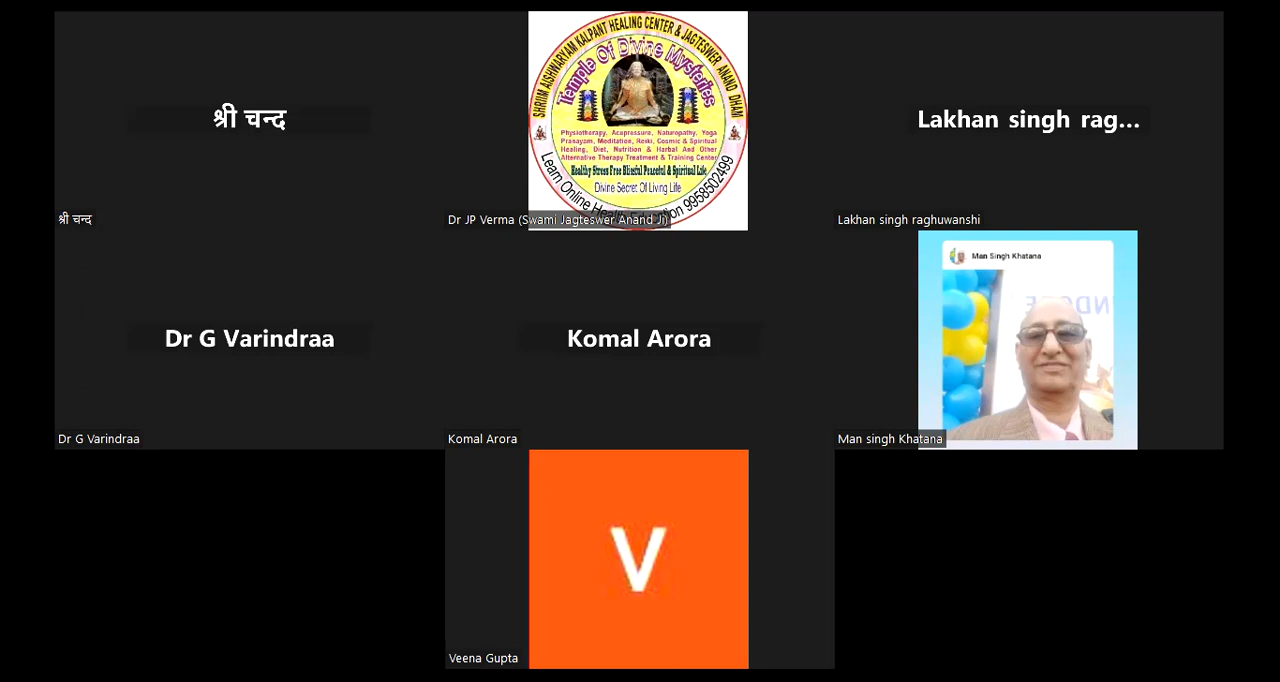 श्री चन्द
श्री चन्द
SHRIIM AISHWARYAM KALPANT HEALING CENTER & JAGTESWER ANAND DHAM
Temple Of Divine Mysteries
Physiotherapy, Acupressure, Naturopathy, Yoga
Pranayam, Meditation, Reiki, Cosmic & Spiritual
Healing, Diet, Nutrition & Harbal And Other
Alternative Therapy Treatment & Training Center
Healthy Stress Free Blissful Peaceful & Spiritual Life
Divine Secret Of Living Life
Learn Online Health 9958502499
Dr JP Verma (Swami Jagteswer Anand Ji)
Lakhan singh rag...
Lakhan singh raghuwanshi
Dr G Varindraa
Dr G Varindraa
Komal Arora
Komal Arora
Man Singh Khatana
Man singh Khatana
V
Veena Gupta